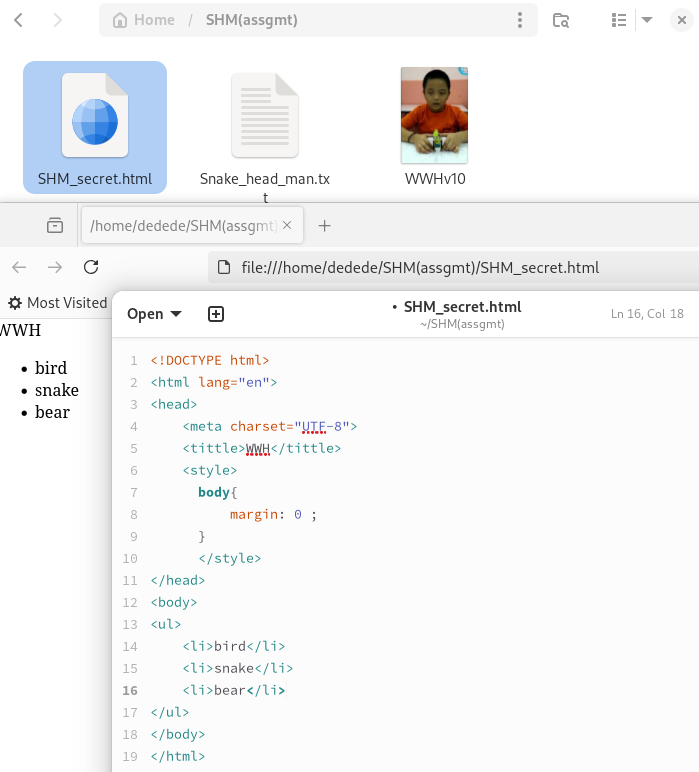 Home / SHM(assgmt)
SHM_secret.html
Snake_head_man.tx
t
WWHv10
/home/dedede/SHM(assgmt)
file:///home/dedede/SHM(assgmt)/SHM_secret.html
Most Visited
WWH
• bird
• snake
• bear
Open
• SHM_secret.html
~/SHM(assgmt)
Ln 16, Col 18
1 <!DOCTYPE html>
2 <html lang="en">
3 <head>
4     <meta charset="UTF-8">
5     <tittle>WWH</tittle>
6     <style>
7       body{
8           margin: 0 ;
9       }
10       </style>
11 </head>
12 <body>
13 <ul>
14     <li>bird</li>
15     <li>snake</li>
16     <li>bear</li>
17 </ul>
18 </body>
19 </html>